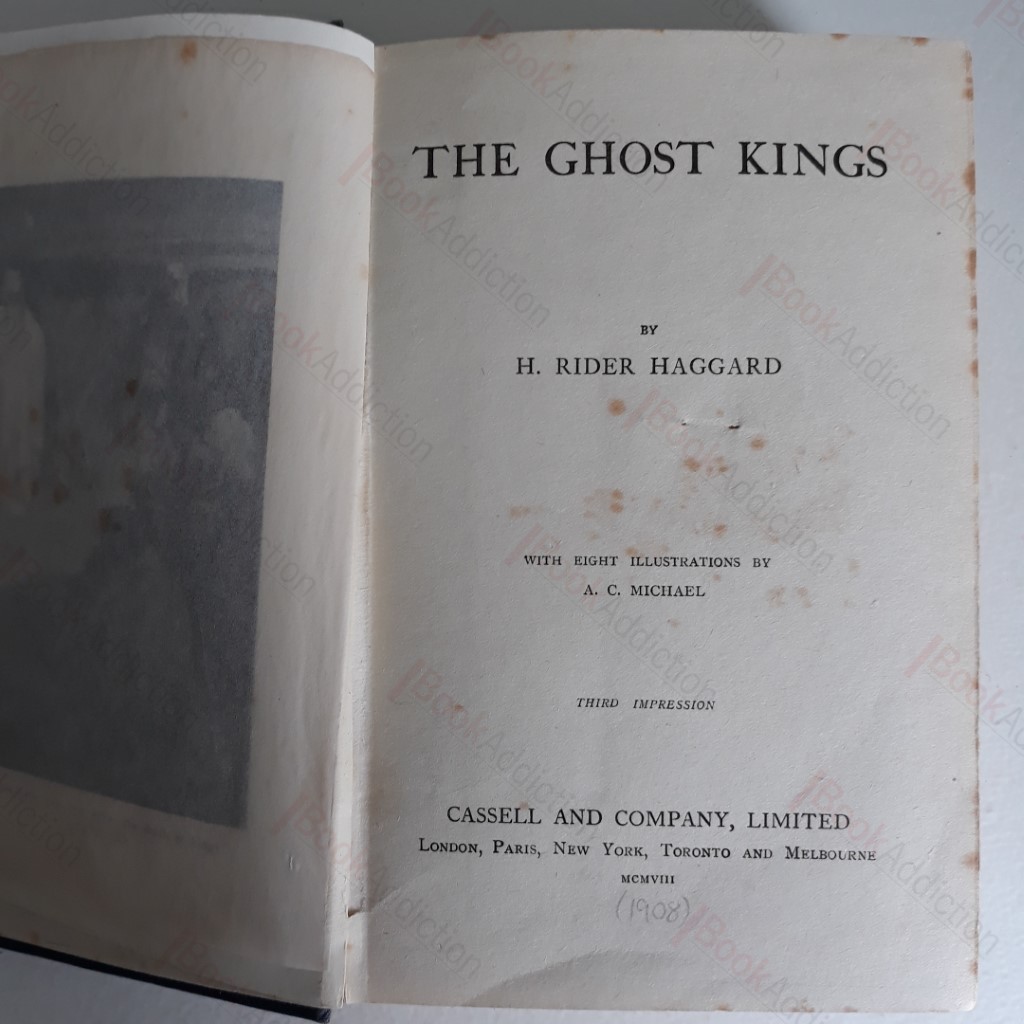 THE GHOST KINGS
BY
H. RIDER HAGGARD
WITH EIGHT ILLUSTRATIONS BY
A. C. MICHAEL
THIRD IMPRESSION
CASSELL AND COMPANY, LIMITED
LONDON, PARIS, NEW YORK, TORONTO AND MELBOURNE
MCMVIII
(1908)
BookAddiction